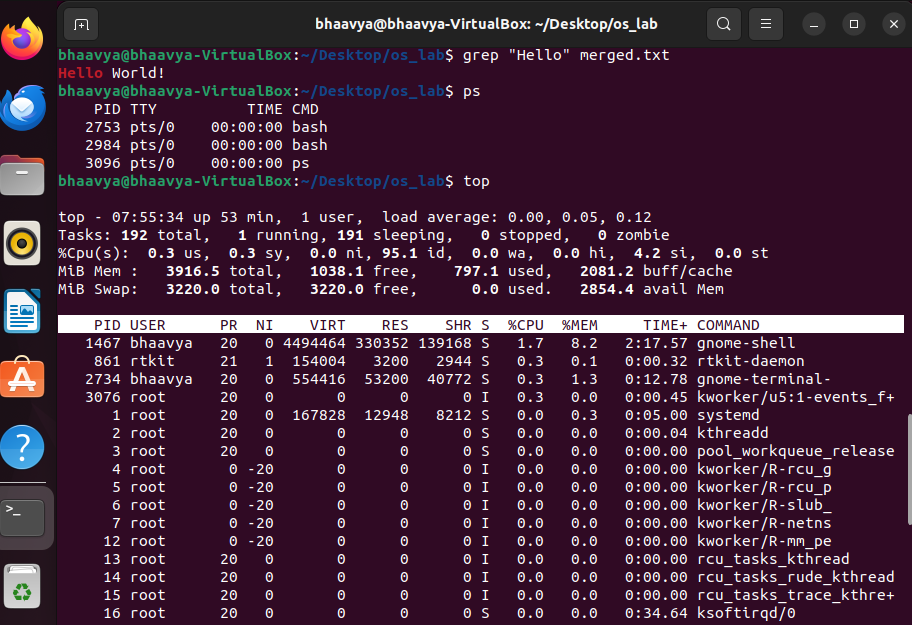 bhaavya@bhaavya-VirtualBox: ~/Desktop/os_lab
bhaavya@bhaavya-VirtualBox:~/Desktop/os_lab$ grep "Hello" merged.txt
Hello World!
bhaavya@bhaavya-VirtualBox:~/Desktop/os_lab$ ps
    PID TTY          TIME CMD
   2753 pts/0    00:00:00 bash
   2984 pts/0    00:00:00 bash
   3096 pts/0    00:00:00 ps
bhaavya@bhaavya-VirtualBox:~/Desktop/os_lab$ top
top - 07:55:34 up 53 min,  1 user,  load average: 0.00, 0.05, 0.12
Tasks: 192 total,   1 running, 191 sleeping,   0 stopped,   0 zombie
%Cpu(s):  0.3 us,  0.3 sy,  0.0 ni, 95.1 id,  0.0 wa,  0.0 hi,  4.2 si,  0.0 st
MiB Mem :   3916.5 total,   1038.1 free,    797.1 used,   2081.2 buff/cache
MiB Swap:   3220.0 total,   3220.0 free,      0.0 used.   2854.4 avail Mem
    PID USER      PR  NI    VIRT    RES    SHR S  %CPU  %MEM     TIME+ COMMAND
   1467 bhaavya   20   0 4494464 330352 139168 S   1.7   8.2   2:17.57 gnome-shell
    861 rtkit     21   1  154004   3200   2944 S   0.3   0.1   0:00.32 rtkit-daemon
   2734 bhaavya   20   0  554416  53200  40772 S   0.3   1.3   0:12.78 gnome-terminal-
   3076 root      20   0       0      0      0 I   0.3   0.0   0:00.45 kworker/u5:1-events_f+
      1 root      20   0  167828  12948   8212 S   0.0   0.3   0:05.00 systemd
      2 root      20   0       0      0      0 S   0.0   0.0   0:00.04 kthreadd
      3 root      20   0       0      0      0 S   0.0   0.0   0:00.00 pool_workqueue_release
      4 root       0 -20       0      0      0 I   0.0   0.0   0:00.00 kworker/R-rcu_g
      5 root       0 -20       0      0      0 I   0.0   0.0   0:00.00 kworker/R-rcu_p
      6 root       0 -20       0      0      0 I   0.0   0.0   0:00.00 kworker/R-slub_
      7 root       0 -20       0      0      0 I   0.0   0.0   0:00.00 kworker/R-netns
     12 root       0 -20       0      0      0 I   0.0   0.0   0:00.00 kworker/R-mm_pe
     13 root      20   0       0      0      0 I   0.0   0.0   0:00.00 rcu_tasks_kthread
     14 root      20   0       0      0      0 I   0.0   0.0   0:00.00 rcu_tasks_rude_kthread
     15 root      20   0       0      0      0 I   0.0   0.0   0:00.00 rcu_tasks_trace_kthre+
     16 root      20   0       0      0      0 S   0.0   0.0   0:34.64 ksoftirqd/0